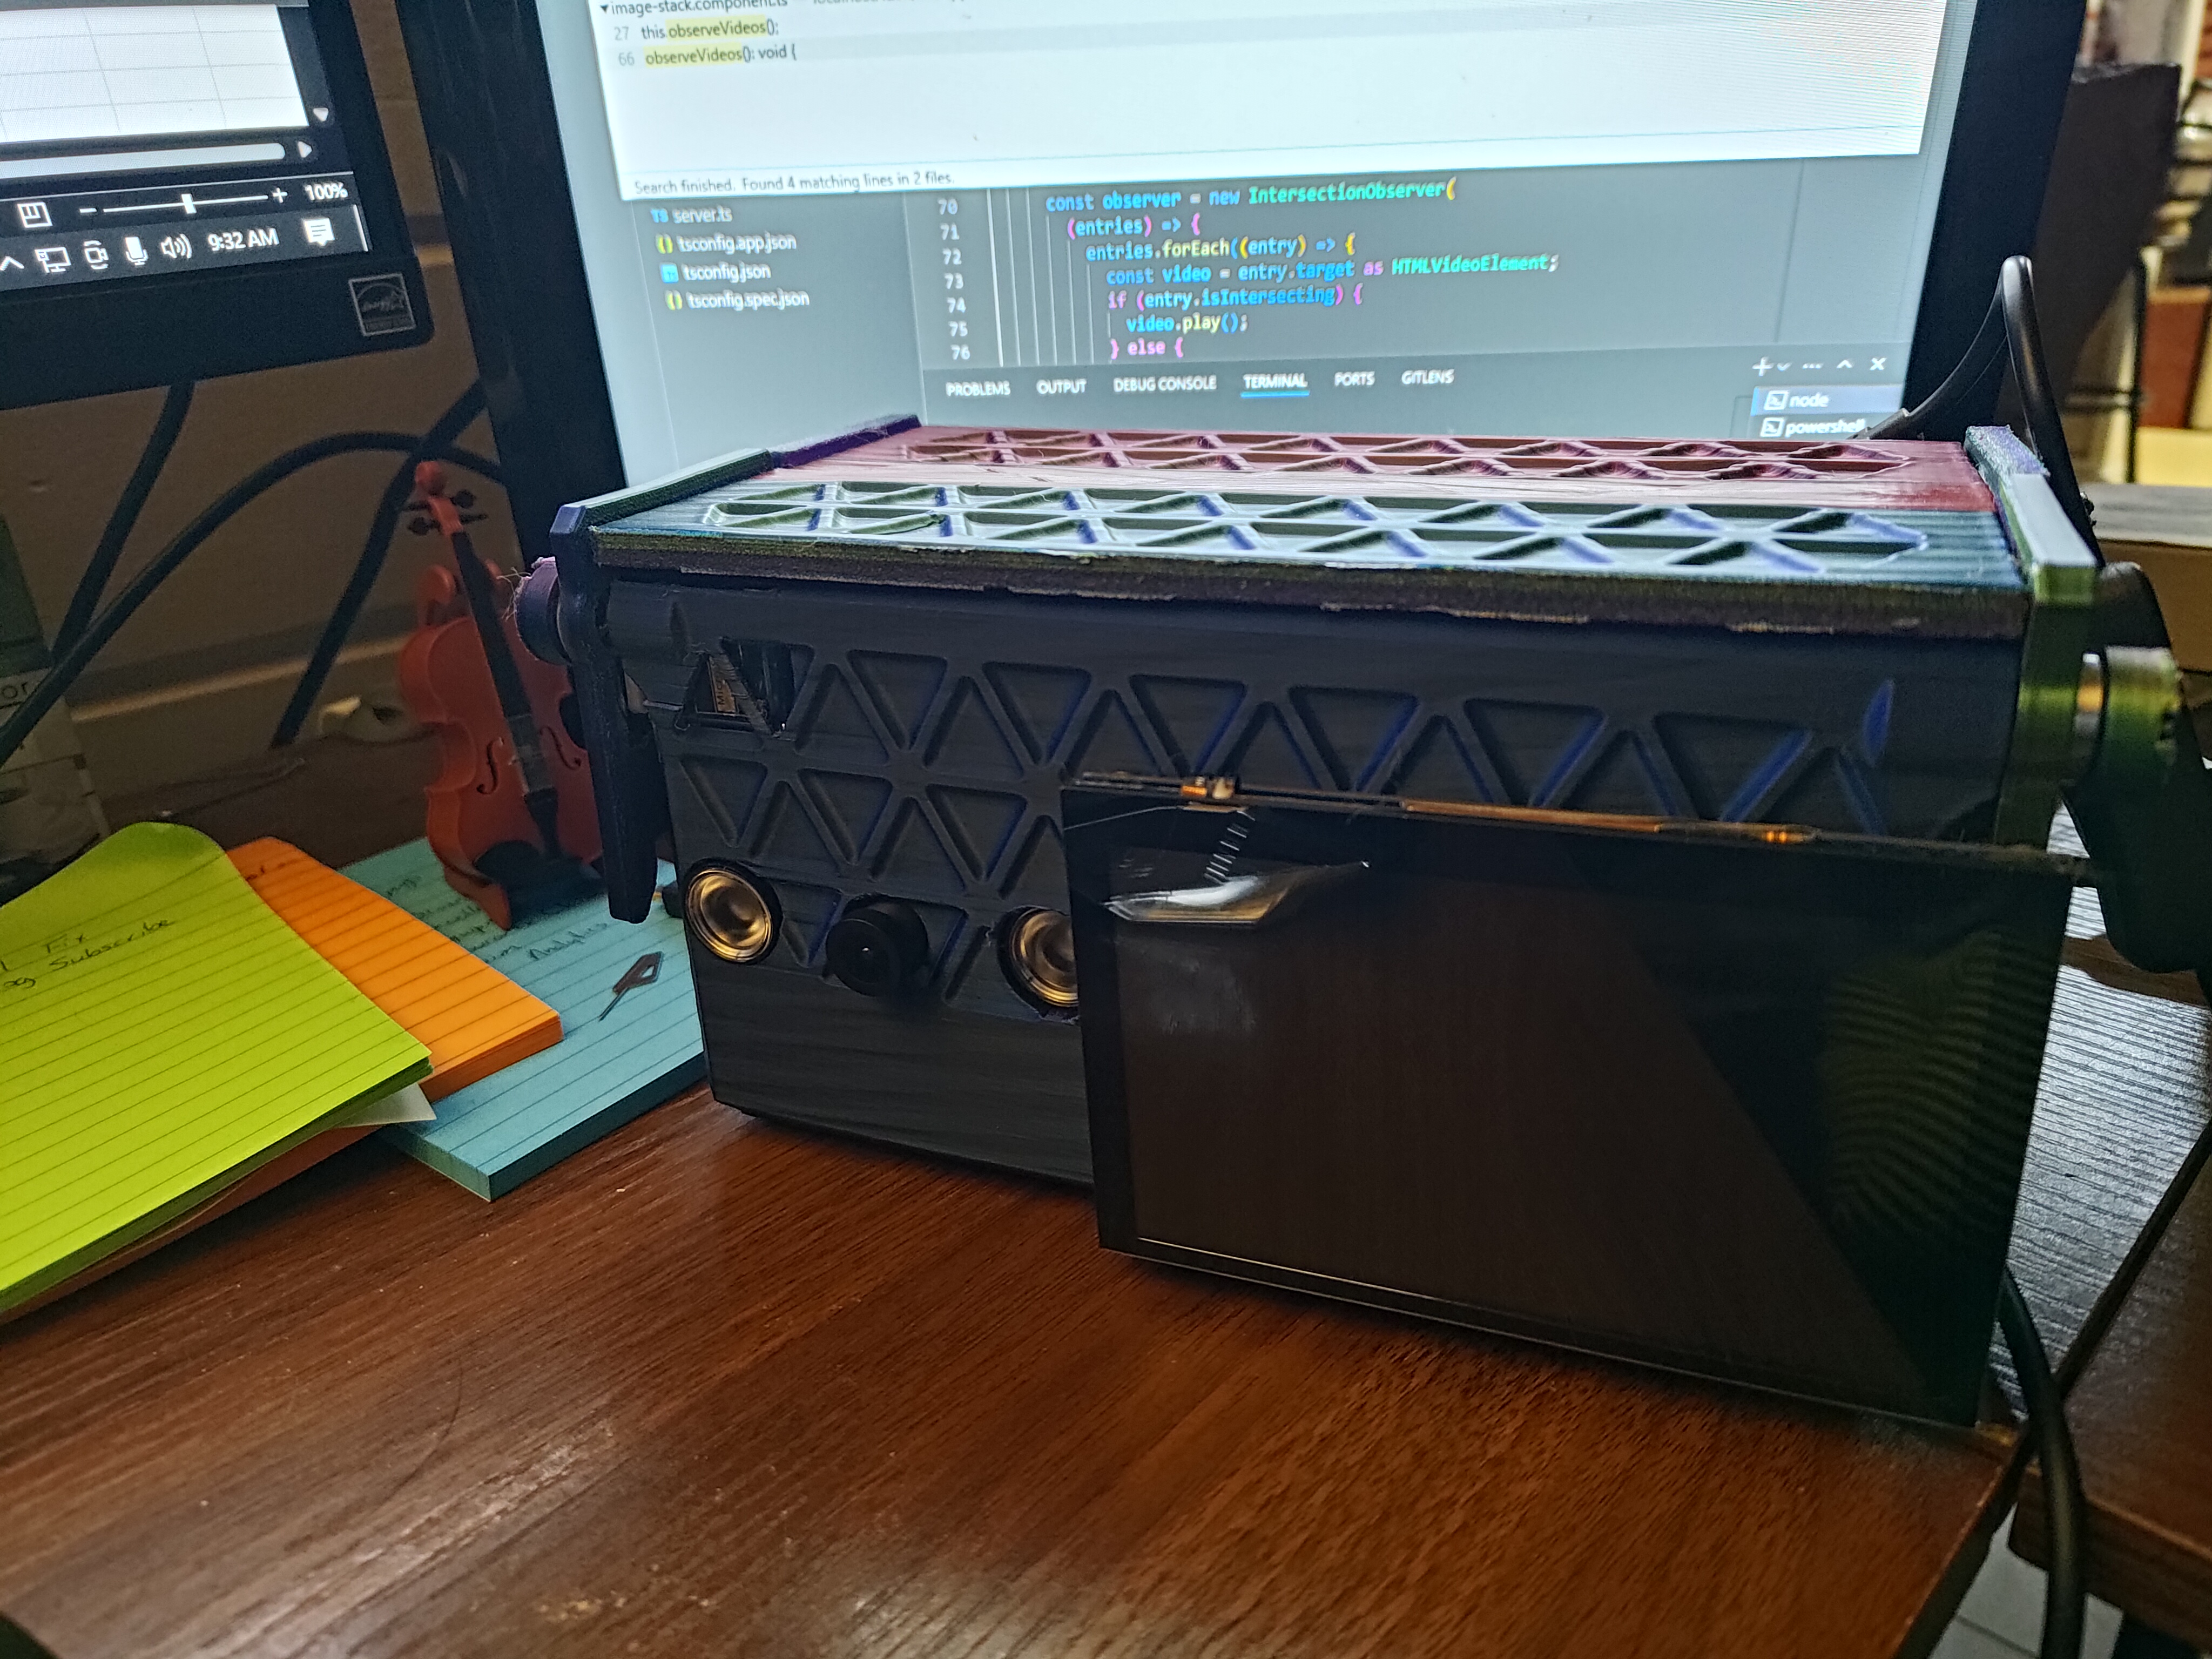 image-stack.component.ts
27 this.observeVideos();
66 observeVideos(): void {
Search finished. Found 4 matching lines in 2 files.
TS server.ts
{} tsconfig.app.json
tsconfig.json
{} tsconfig.spec.json
70 const observer = new IntersectionObserver(
71 (entries) => {
72 entries.forEach((entry) => {
73 const video = entry.target as HTMLVideoElement;
74 if (entry.isIntersecting) {
75 video.play();
76 } else {
PROBLEMS OUTPUT DEBUG CONSOLE TERMINAL PORTS GITLENS
node
powershell
100%
9:32 AM
Fix
Subscribe
Analytics